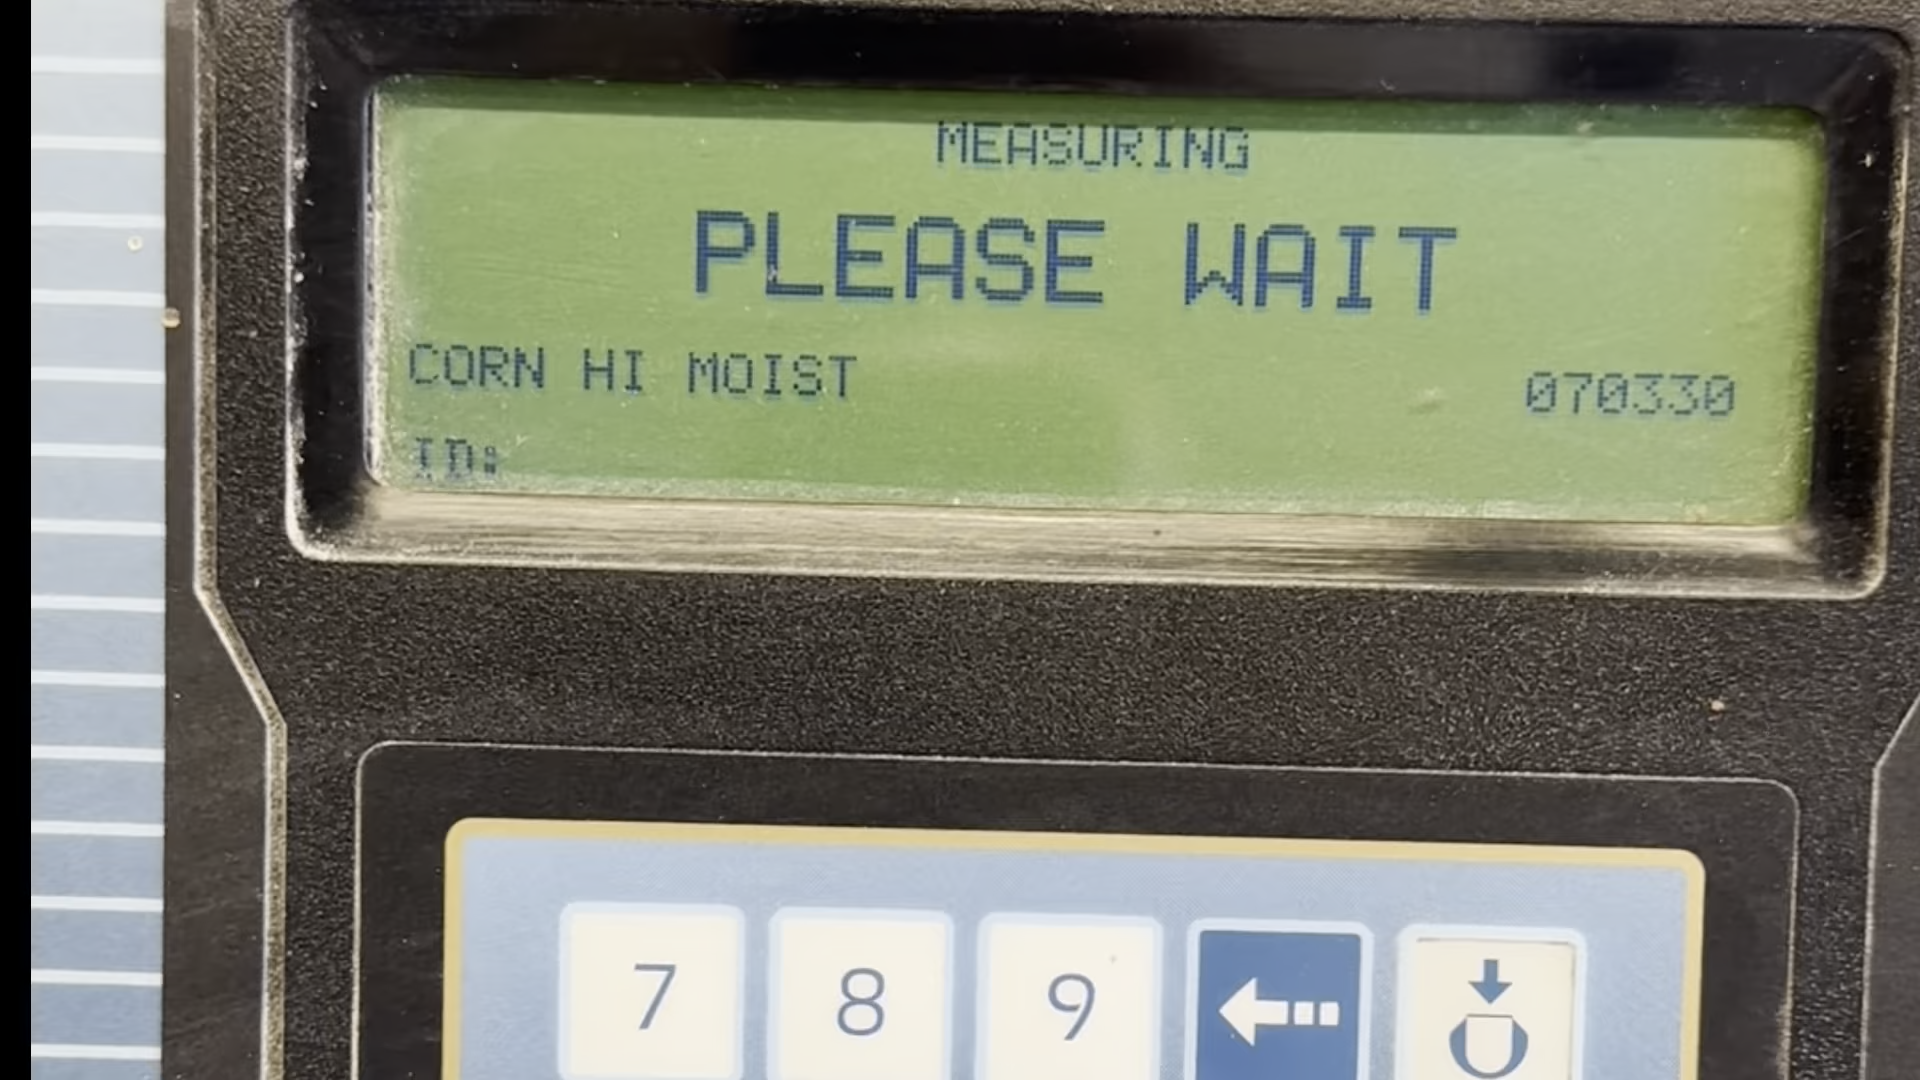 MEASURING
PLEASE WAIT
CORN HI MOIST 070330
ID:
7 8 9